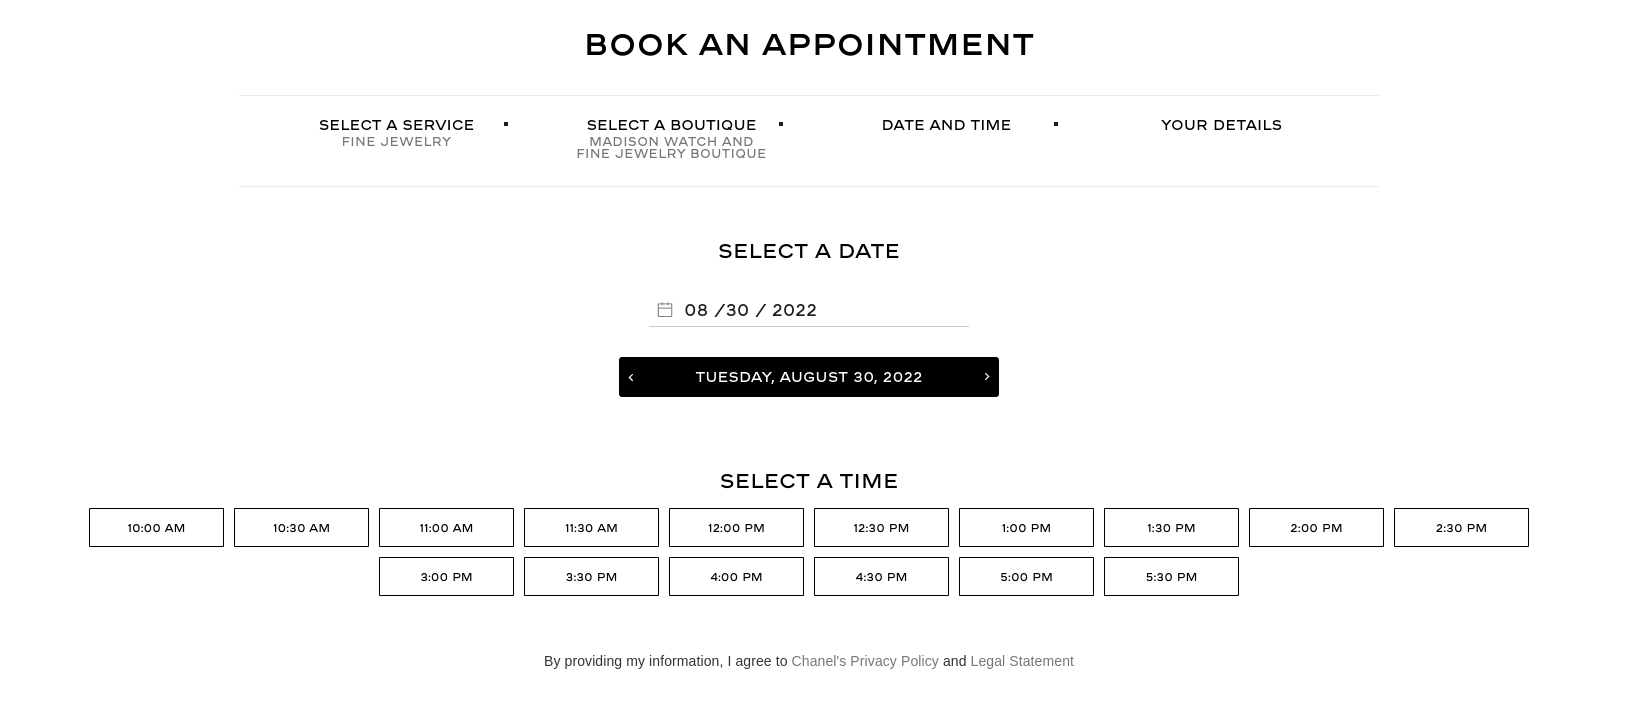 BOOK AN APPOINTMENT
SELECT A SERVICE
FINE JEWELRY
SELECT A BOUTIQUE
MADISON WATCH AND
FINE JEWELRY BOUTIQUE
DATE AND TIME
YOUR DETAILS
SELECT A DATE
08 /30 / 2022
TUESDAY, AUGUST 30, 2022
SELECT A TIME
10:00 AM 10:30 AM 11:00 AM 11:30 AM 12:00 PM 12:30 PM 1:00 PM 1:30 PM 2:00 PM 2:30 PM
3:00 PM 3:30 PM 4:00 PM 4:30 PM 5:00 PM 5:30 PM
By providing my information, I agree to Chanel's Privacy Policy and Legal Statement